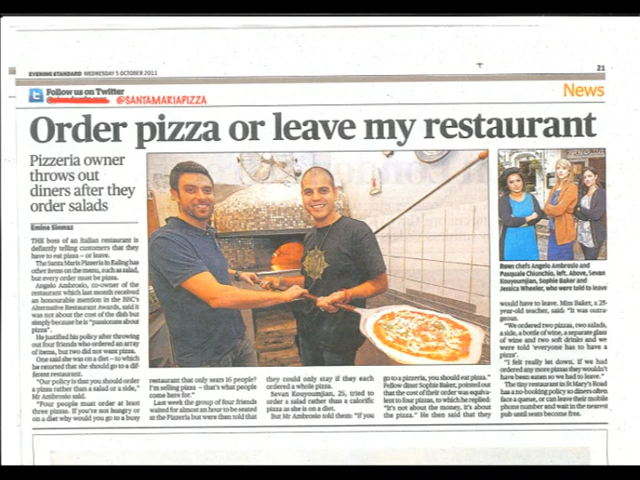 EVENING STANDARD WEDNESDAY 5 OCTOBER 2011
21
Follow us on Twitter
@SANTAMARIAPIZZA
News
Order pizza or leave my restaurant
Pizzeria owner
throws out
diners after they
order salads
Emine Sinmaz
THE boss of an Italian restaurant is
defiantly telling customers that they
have to eat pizza – or leave.
The Santa Maria Pizzeria in Ealing has
other items on the menu, such as salad,
but every order must be pizza.
Angelo Ambrosio, co-owner of the
restaurant which last month received
an honourable mention in the BBC's
Alternative Restaurant Awards, said it
was not about the cost of the dish but
simply because he is "passionate about
pizza".
He justified his policy after throwing
out four friends who ordered an array
of items, but two did not want pizza.
One said she was on a diet – to which
he retorted that she should go to a dif-
ferent restaurant.
"Our policy is that you should order
a pizza rather than a salad or a side,"
Mr Ambrosio said.
"Four people must order at least
three pizzas. If you're not hungry or
on a diet why would you go to a busy
restaurant that only seats 16 people?
I'm selling pizza – that's what people
come here for."
Last week the group of four friends
waited for almost an hour to be seated
at the Pizzeria but were then told that
they could only stay if they each
ordered a whole pizza.
Sevan Kouyoumjian, 25, tried to
order a salad rather than a calorific
pizza as she is on a diet.
But Mr Ambrosio told them: "If you
go to a pizzeria, you should eat pizza."
Fellow diner Sophie Baker, pointed out
that the cost of their order was equiva-
lent to four pizzas, to which he replied:
"It's not about the money, it's about
the pizza." He then said that they
Rows: chefs Angelo Ambrosio and
Pasquale Chionchio, left. Above, Sevan
Kouyoumjian, Sophie Baker and
Jessica Wheeler, who were told to leave
would have to leave. Miss Baker, a 25-
year-old teacher, said: "It was outra-
geous.
"We ordered two pizzas, two salads,
a side, a bottle of wine, a separate glass
of wine and two soft drinks and we
were told 'everyone has to have a
pizza'.
"I felt really let down. If we had
ordered any more pizzas they wouldn't
have been eaten so we had to leave."
The tiny restaurant in St Mary's Road
has a no-booking policy so diners often
face a queue, or can leave their mobile
phone number and wait in the nearest
pub until seats become free.